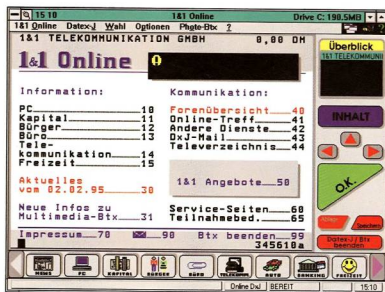 15 10 1&1 Online Drive C: 190.5MB
1&1 Online Datex-J Wahl Optionen Photo-Btx ?
1&1 TELEKOMMUNIKATION GMBH 0,00 DM
1&1 Online
Information: Kommunikation:
PC 10 Forenübersicht 40
Kapital 11 Online-Treff 41
Bürger 12 Andere Dienste 42
Büro 13 DxJ-Mail 43
Tele- Televerzeichnis 44
kommunikation 14
Freizeit 15
Aktuelles
vom 02.02.95 30 1&1 Angebote 50
Neue Infos zu Service-Seiten 60
Multimedia-Btx 31 Teilnahmebed. 65
Impressum 70 90 Btx beenden 99
345610a
Überblick
1&1 TELEKOMMUNI
INHALT
O.K.
Speichern
Datex-J / Btx
beenden
NEWS PC KAPITAL BÜRGER BÜRO TELEKOMM. AUTO BANKING FREIZEIT
Online DxJ BEREIT 15:10